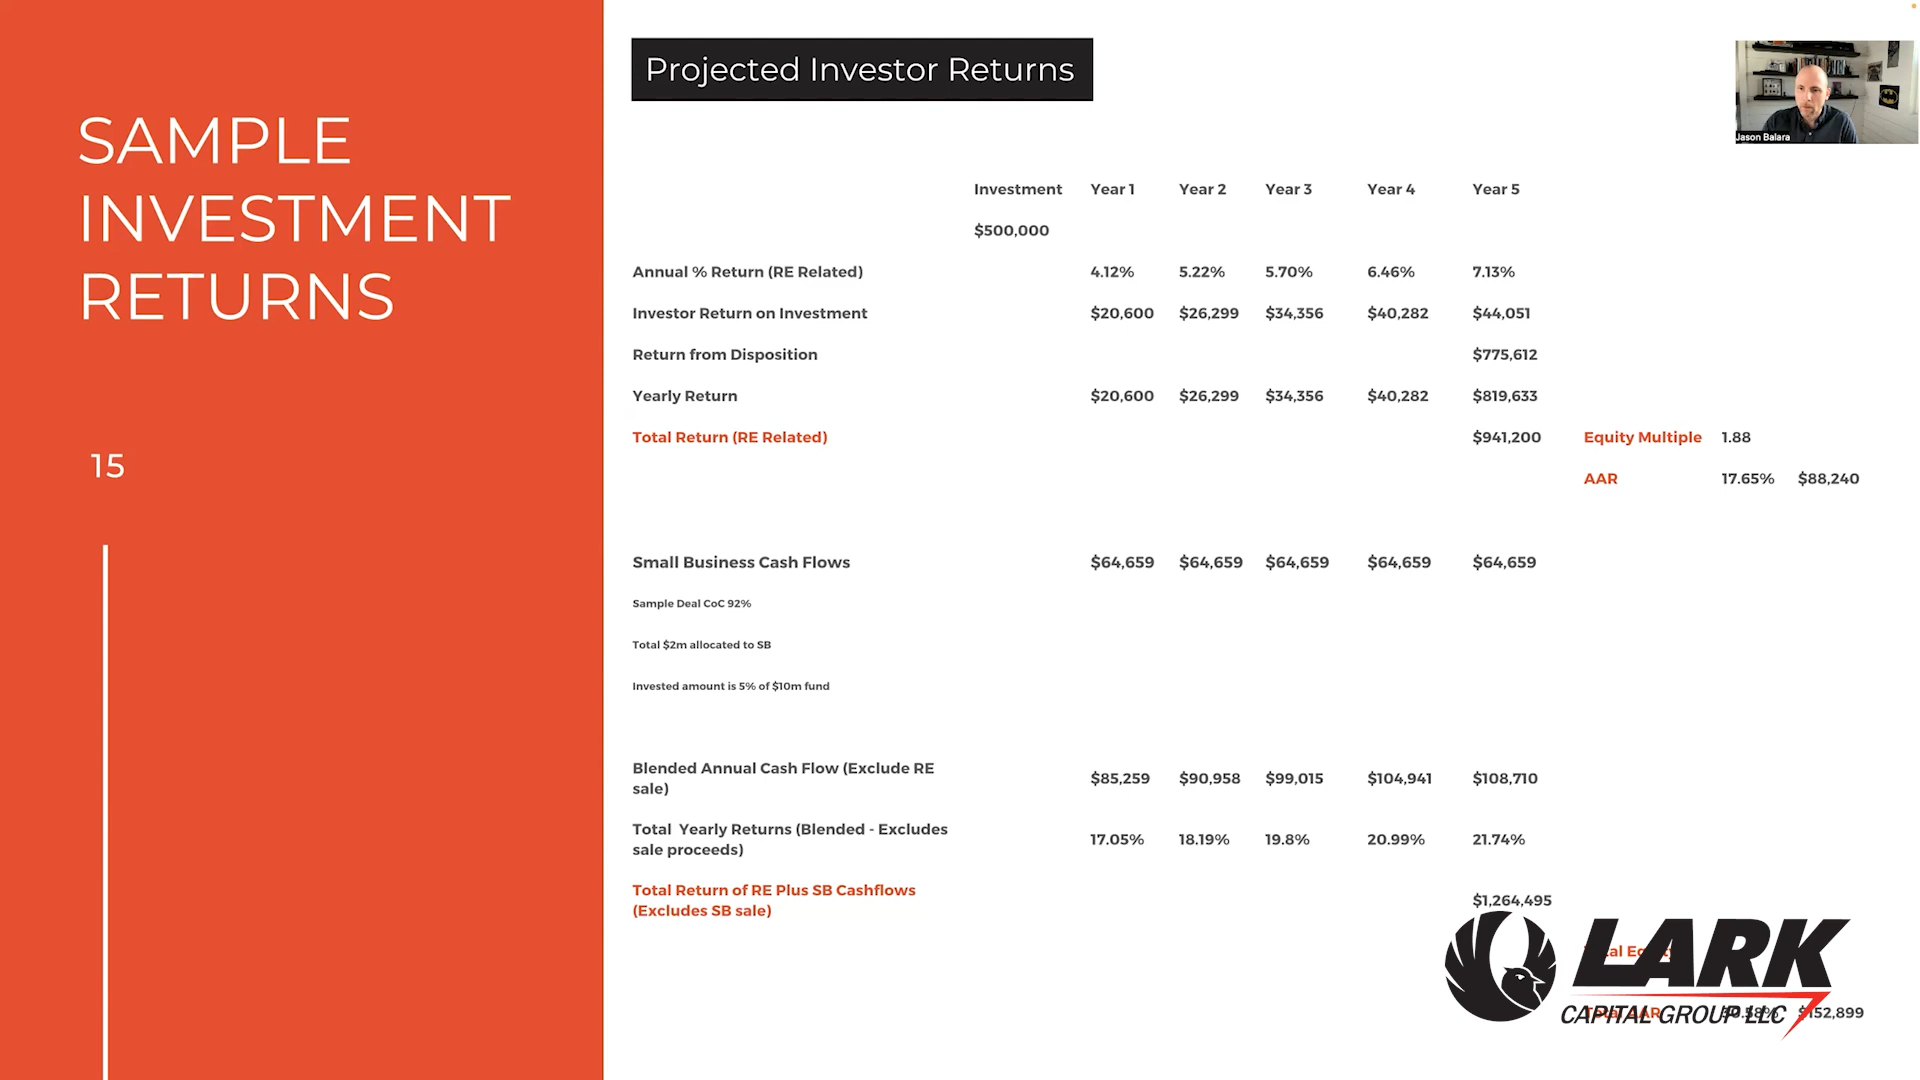 Projected Investor Returns
Jason Balara
SAMPLE
INVESTMENT
RETURNS
15
Investment Year 1 Year 2 Year 3 Year 4 Year 5
$500,000
Annual % Return (RE Related) 4.12% 5.22% 5.70% 6.46% 7.13%
Investor Return on Investment $20,600 $26,299 $34,356 $40,282 $44,051
Return from Disposition $775,612
Yearly Return $20,600 $26,299 $34,356 $40,282 $819,633
Total Return (RE Related) $941,200 Equity Multiple 1.88
AAR 17.65% $88,240
Small Business Cash Flows $64,659 $64,659 $64,659 $64,659 $64,659
Sample Deal CoC 92%
Total $2m allocated to SB
Invested amount is 5% of $10m fund
Blended Annual Cash Flow (Exclude RE
sale) $85,259 $90,958 $99,015 $104,941 $108,710
Total Yearly Returns (Blended - Excludes
sale proceeds) 17.05% 18.19% 19.8% 20.99% 21.74%
Total Return of RE Plus SB Cashflows
(Excludes SB sale) $1,264,495
LARK
CAPITAL GROUP LLC
Total AAR $152,899